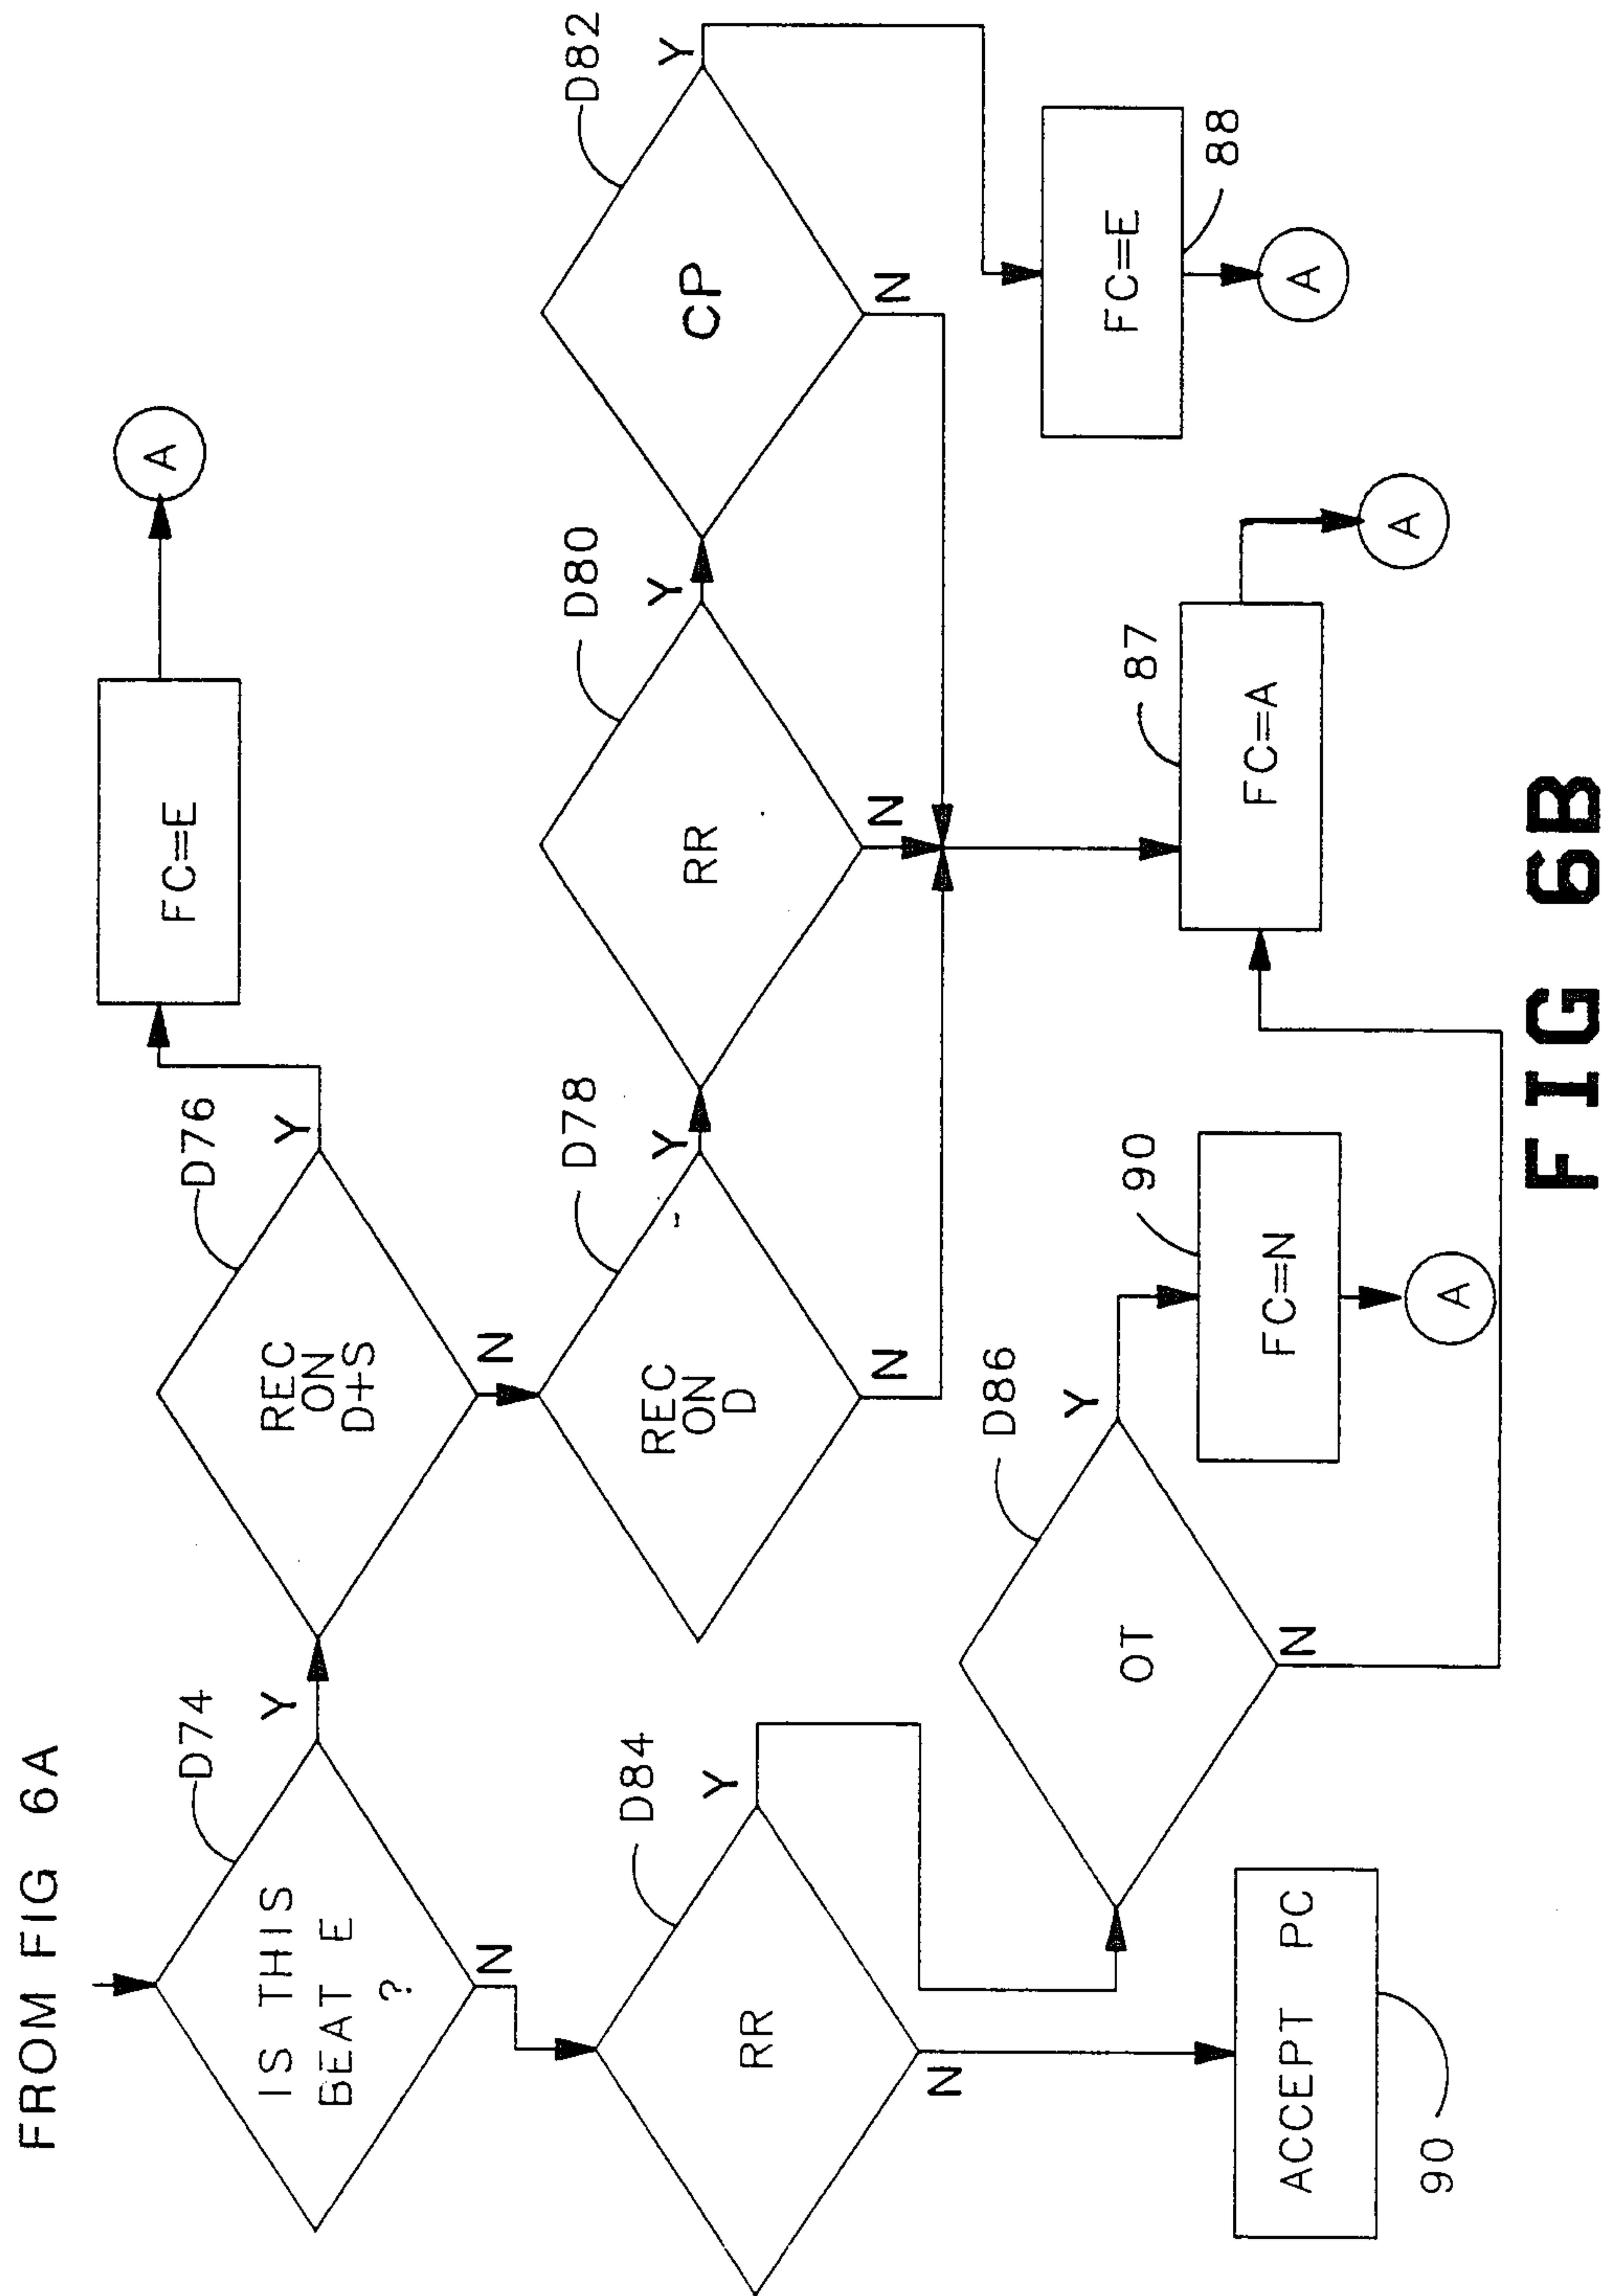 FROM FIG 6A
D74
IS THIS
BEAT E
?
Y
N
D76
REC
ON
D+S
Y
N
FC=E
A
D78
REC
ON
D
Y
N
D80
RR
Y
N
D82
CP
Y
N
D84
RR
Y
N
D86
OT
Y
N
FC=E
88
A
87
FC=A
A
90
FC=N
A
ACCEPT PC
90
FIG 6B